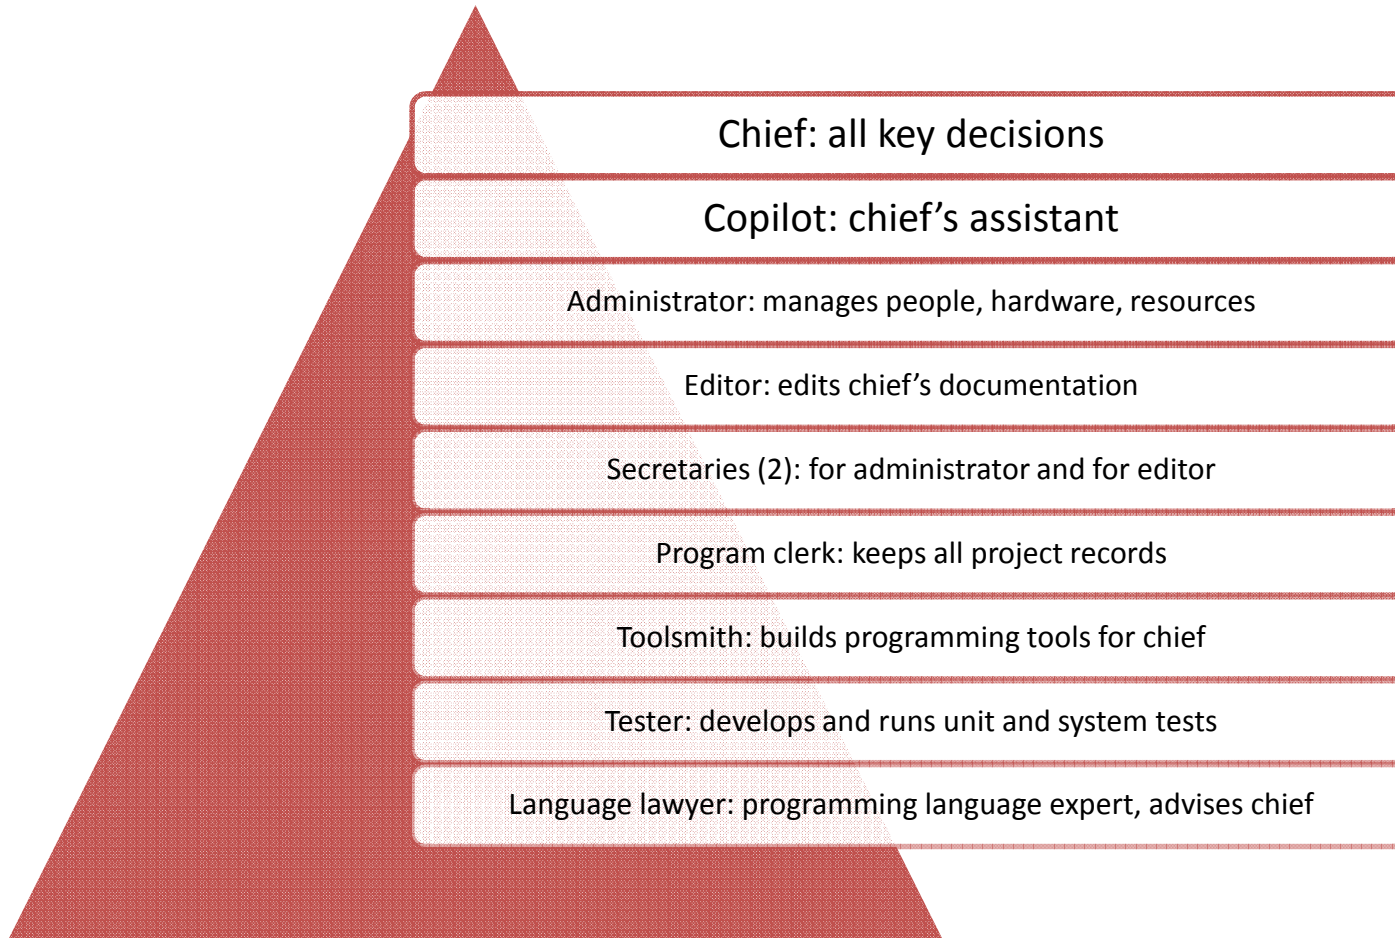 Chief: all key decisions
Copilot: chief’s assistant
Administrator: manages people, hardware, resources
Editor: edits chief’s documentation
Secretaries (2): for administrator and for editor
Program clerk: keeps all project records
Toolsmith: builds programming tools for chief
Tester: develops and runs unit and system tests
Language lawyer: programming language expert, advises chief